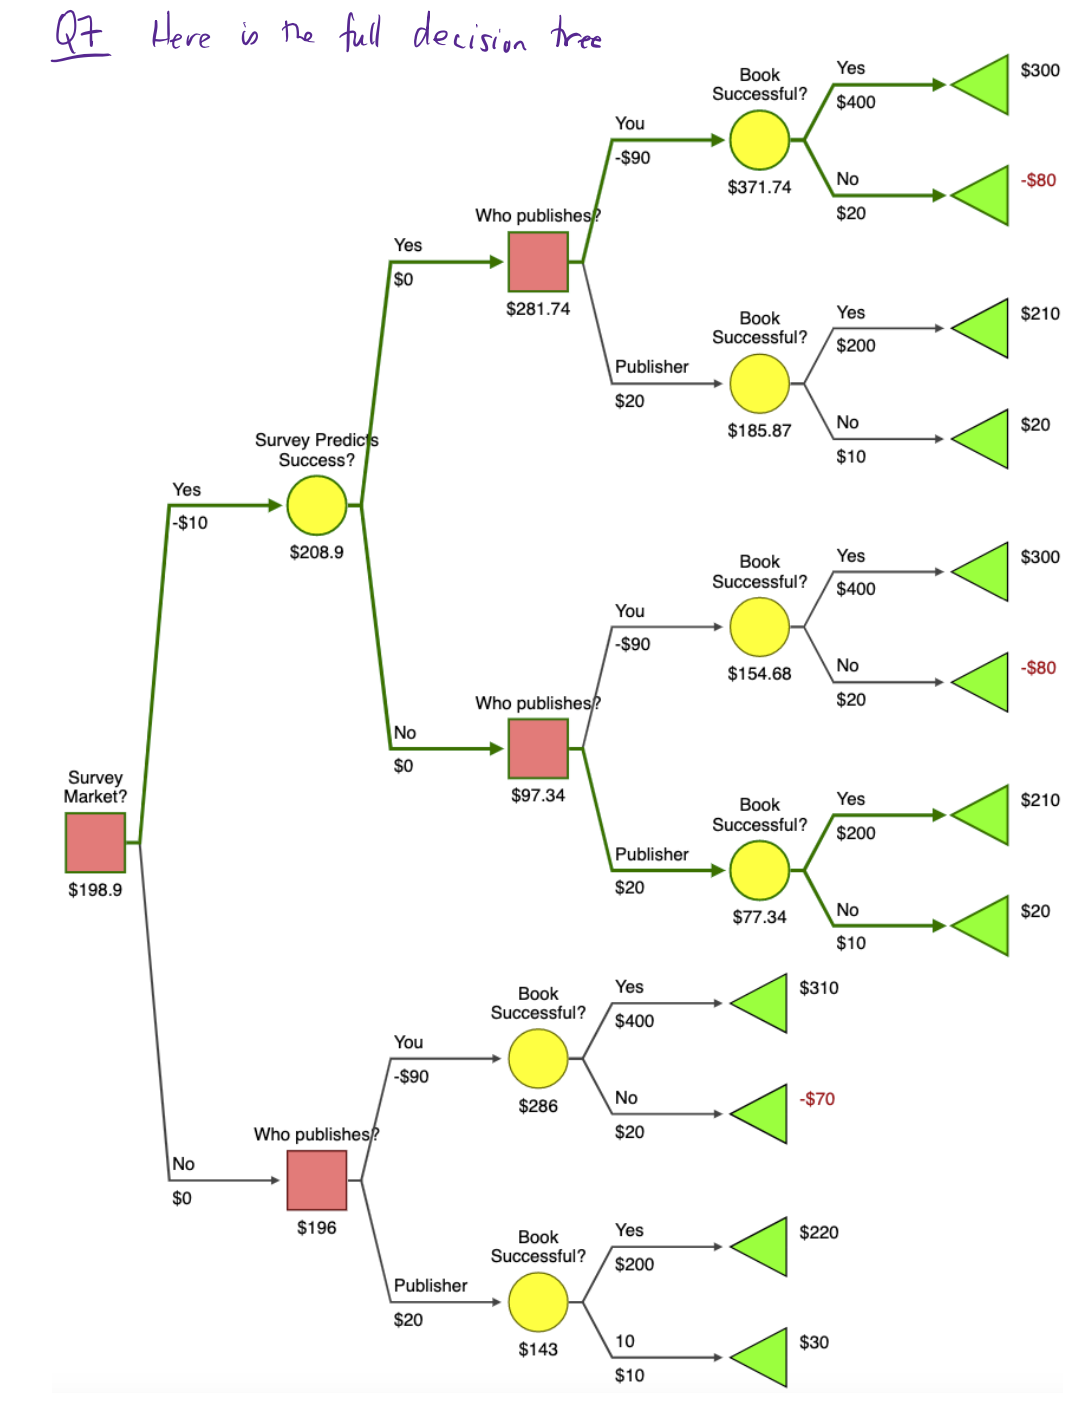 Q7 Here is the full decision tree
Book
Successful?
Yes
$400
$300
No
$20
-$80
You
-$90
$371.74
Who publishes?
$281.74
Yes
$0
Book
Successful?
Yes
$200
$210
No
$10
$20
Publisher
$20
$185.87
Survey Predicts
Success?
$208.9
Yes
-$10
Book
Successful?
Yes
$400
$300
No
$20
-$80
You
-$90
$154.68
Who publishes?
$97.34
No
$0
Book
Successful?
Yes
$200
$210
No
$10
$20
Publisher
$20
$77.34
Survey
Market?
$198.9
Book
Successful?
Yes
$400
$310
No
$20
-$70
You
-$90
$286
Who publishes?
$196
No
$0
Book
Successful?
Yes
$200
$220
10
$10
$30
Publisher
$20
$143